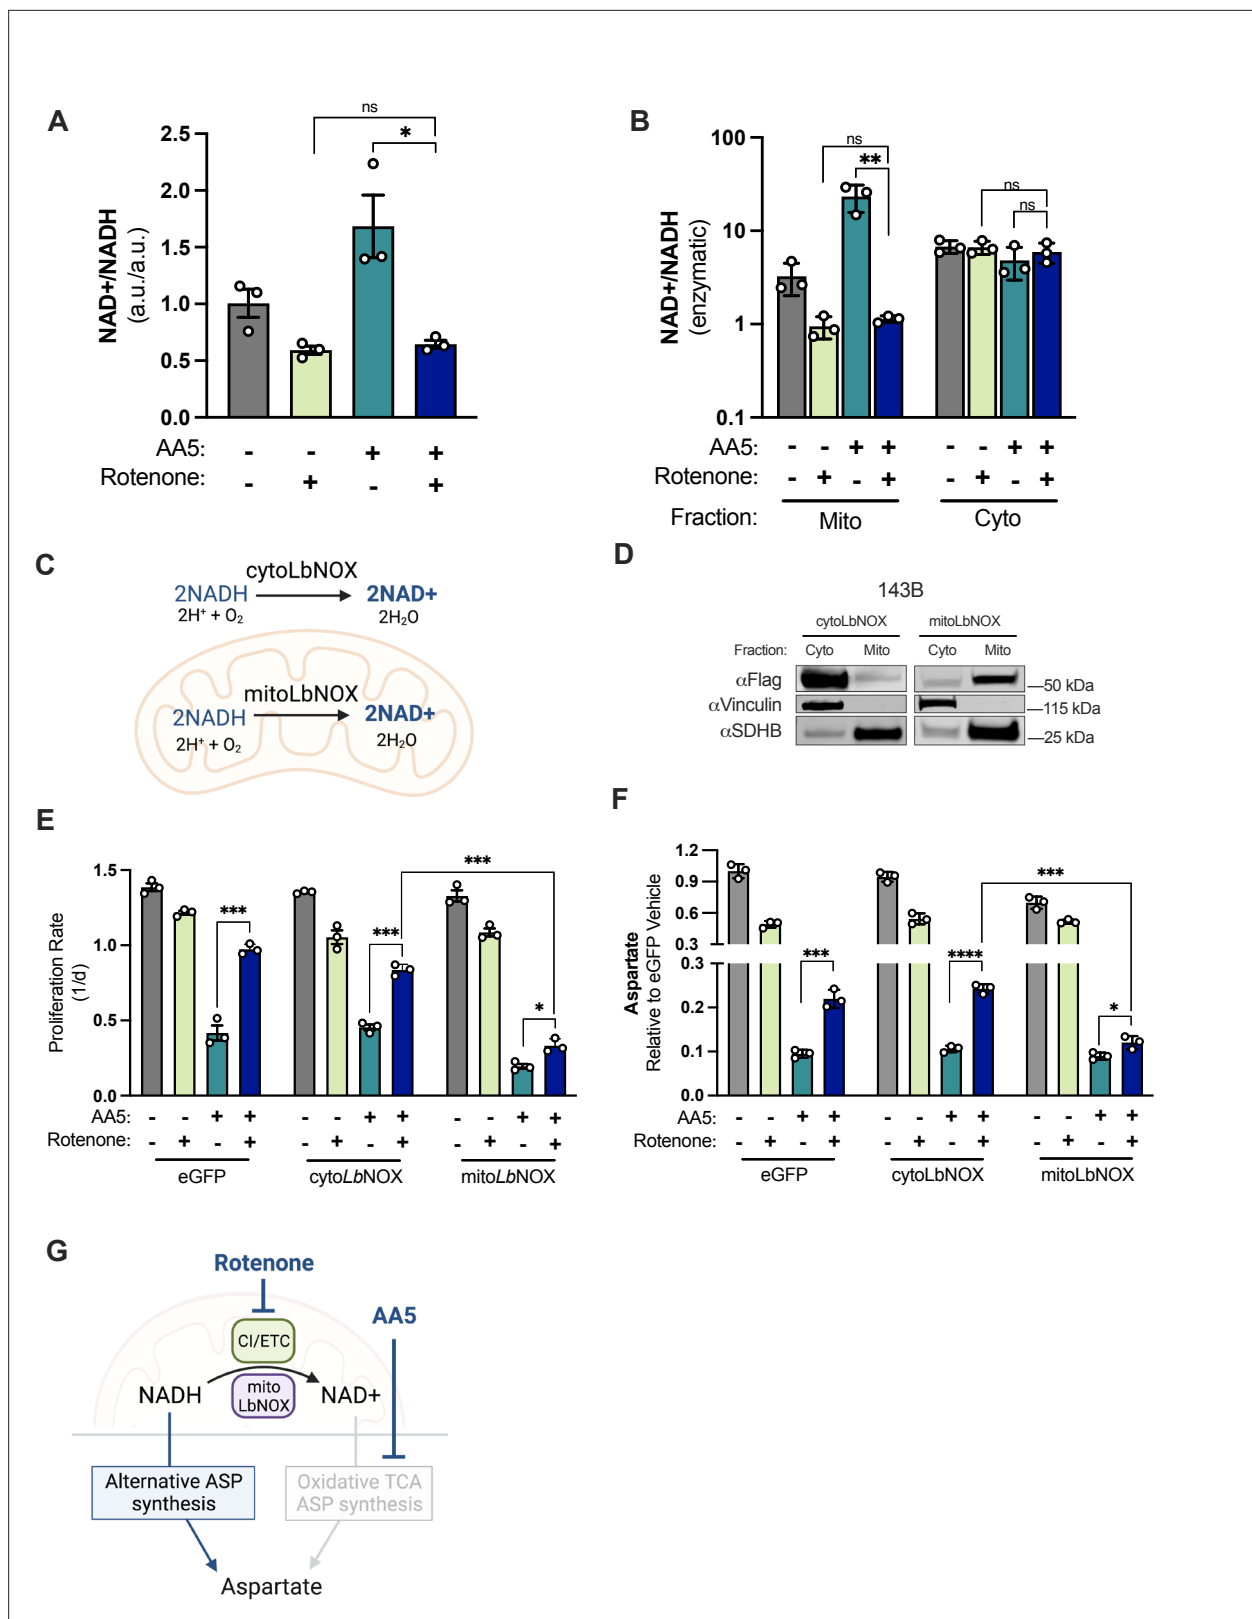 A
NAD+/NADH
(a.u./a.u.)
2.5
2.0
1.5
1.0
0.5
0.0
ns
*
AA5: - - + +
Rotenone: - + - +
B
NAD+/NADH
(enzymatic)
100
10
1
0.1
ns
**
ns
ns
AA5: - - + + - - + +
Rotenone: - + - + - + - +
Fraction: Mito Cyto
C
cytoLbNOX
2NADH 2NAD+
2H⁺ + O₂ 2H₂O
mitoLbNOX
2NADH 2NAD+
2H⁺ + O₂ 2H₂O
D
143B
cytoLbNOX mitoLbNOX
Fraction: Cyto Mito Cyto Mito
αFlag —50 kDa
αVinculin —115 kDa
αSDHB —25 kDa
E
Proliferation Rate
(1/d)
1.5
1.0
0.5
0.0
***
***
***
*
AA5: - - + + - - + + - - + +
Rotenone: - + - + - + - + - + - +
eGFP cytoLbNOX mitoLbNOX
F
Aspartate
Relative to eGFP Vehicle
1.2
0.9
0.6
0.3
0.3
0.2
0.1
0.0
***
****
***
*
AA5: - - + + - - + + - - + +
Rotenone: - + - + - + - + - + - +
eGFP cytoLbNOX mitoLbNOX
G
Rotenone
AA5
CI/ETC
NADH
mito
LbNOX
NAD+
Alternative ASP
synthesis
Oxidative TCA
ASP synthesis
Aspartate